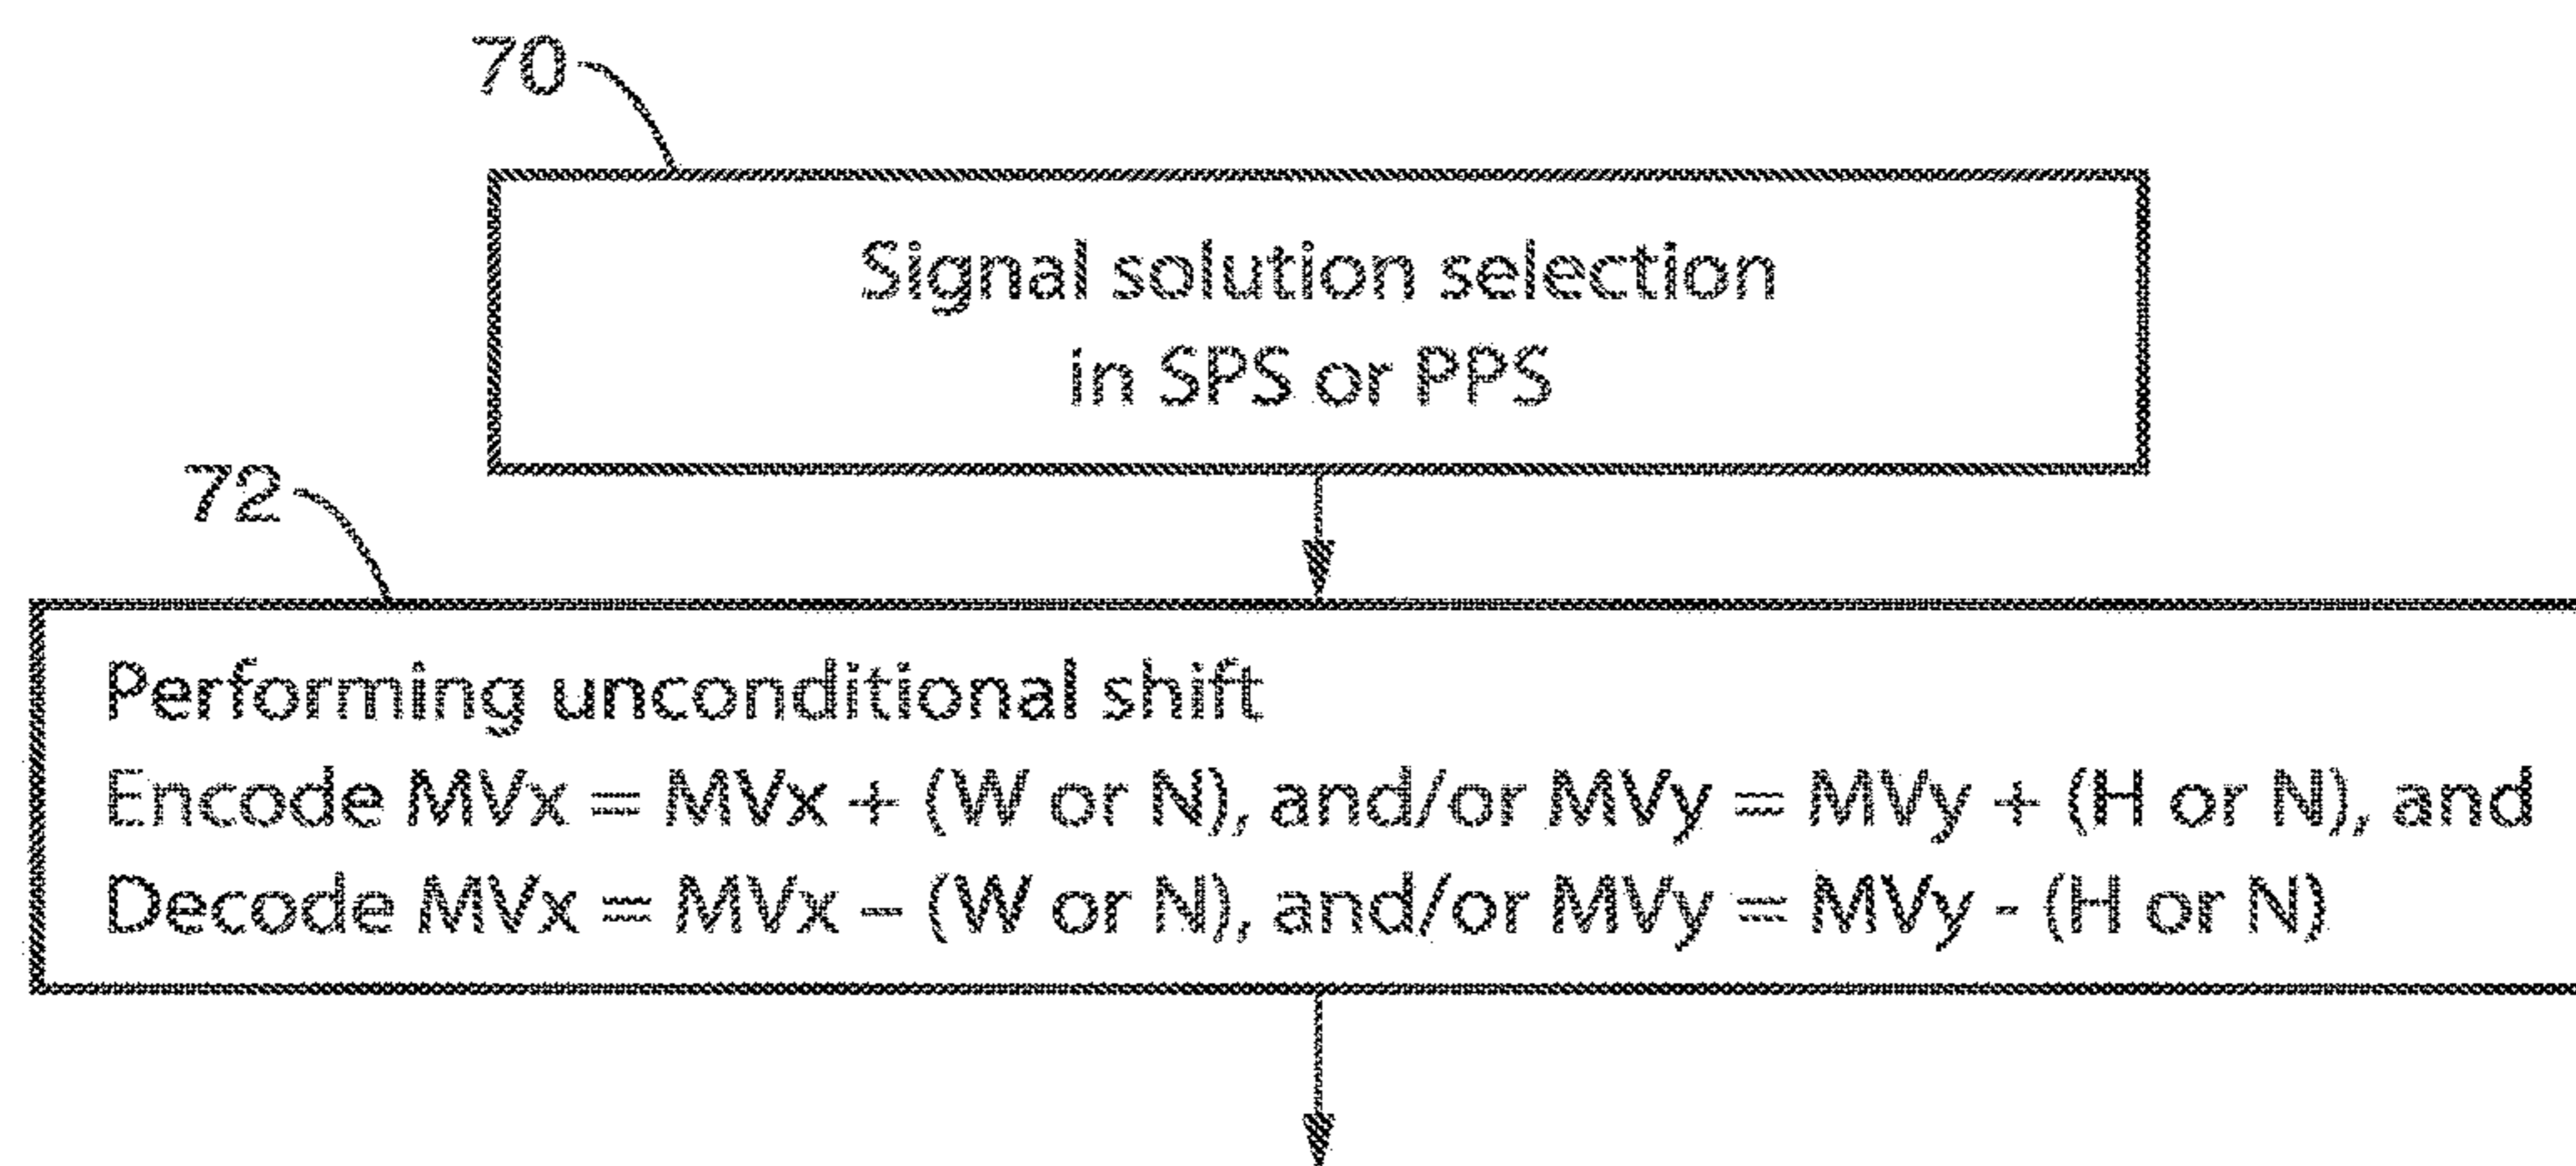 70
Signal solution selection
in SPS or PPS
72
Performing unconditional shift
Encode MVx = MVx + (W or N), and/or MVy = MVy + (H or N), and
Decode MVx = MVx – (W or N), and/or MVy = MVy - (H or N)